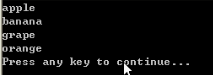 apple
banana
grape
orange
Press any key to continue...